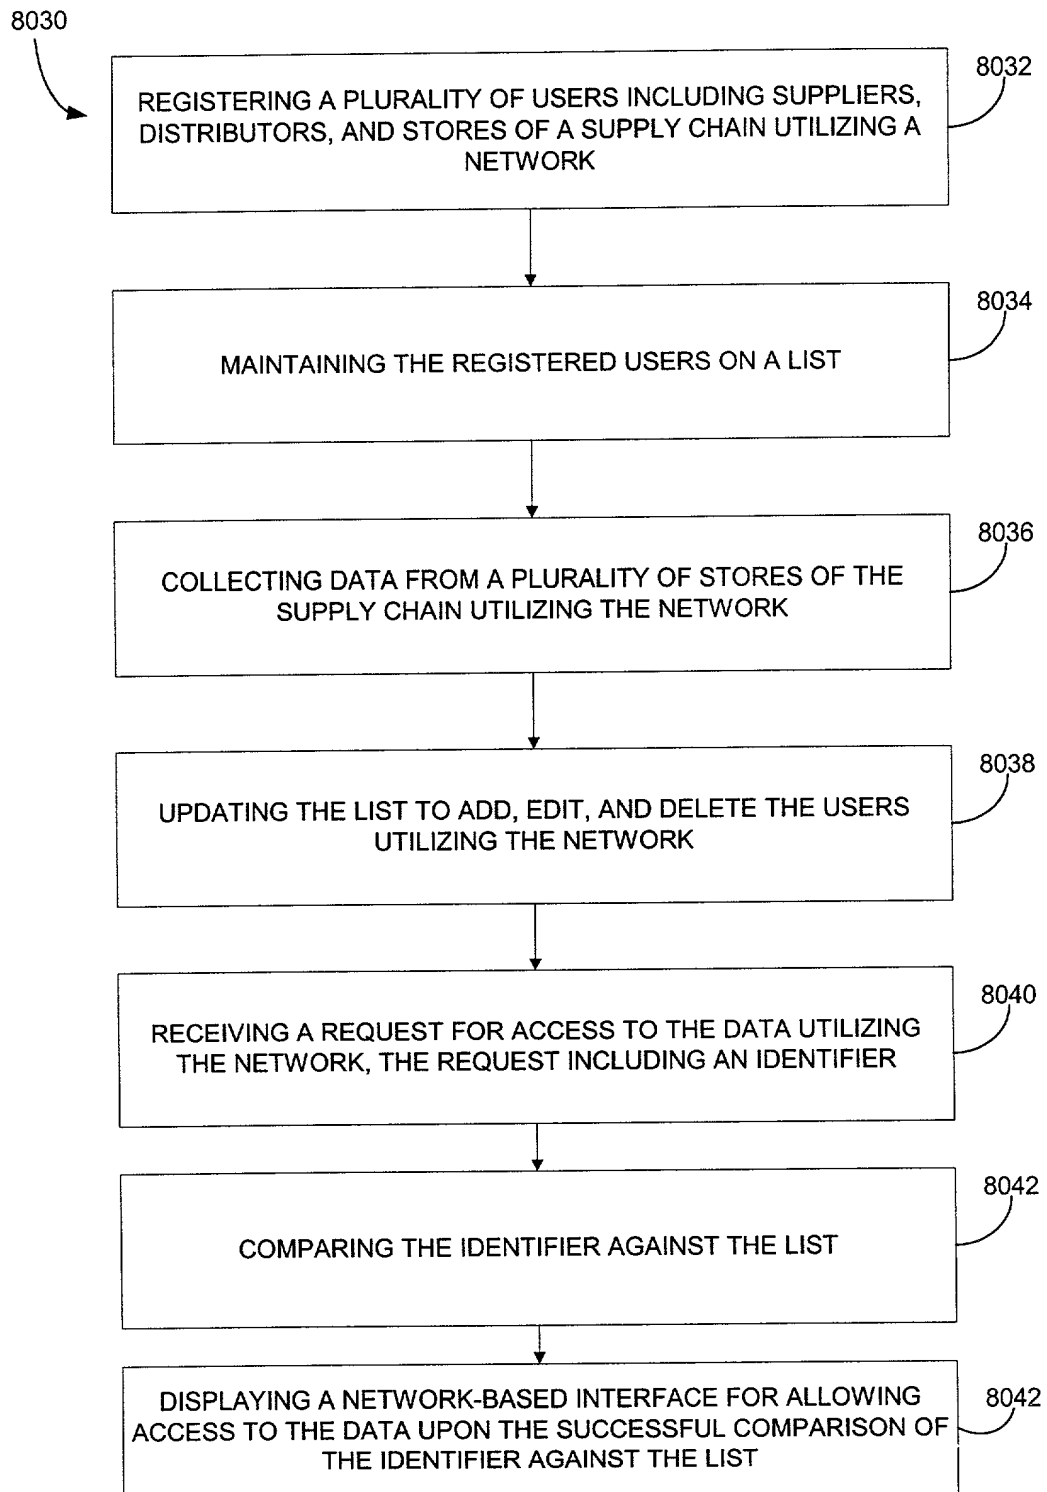 8030
8032
REGISTERING A PLURALITY OF USERS INCLUDING SUPPLIERS,
DISTRIBUTORS, AND STORES OF A SUPPLY CHAIN UTILIZING A
NETWORK
8034
MAINTAINING THE REGISTERED USERS ON A LIST
8036
COLLECTING DATA FROM A PLURALITY OF STORES OF THE
SUPPLY CHAIN UTILIZING THE NETWORK
8038
UPDATING THE LIST TO ADD, EDIT, AND DELETE THE USERS
UTILIZING THE NETWORK
8040
RECEIVING A REQUEST FOR ACCESS TO THE DATA UTILIZING
THE NETWORK, THE REQUEST INCLUDING AN IDENTIFIER
8042
COMPARING THE IDENTIFIER AGAINST THE LIST
8042
DISPLAYING A NETWORK-BASED INTERFACE FOR ALLOWING
ACCESS TO THE DATA UPON THE SUCCESSFUL COMPARISON OF
THE IDENTIFIER AGAINST THE LIST